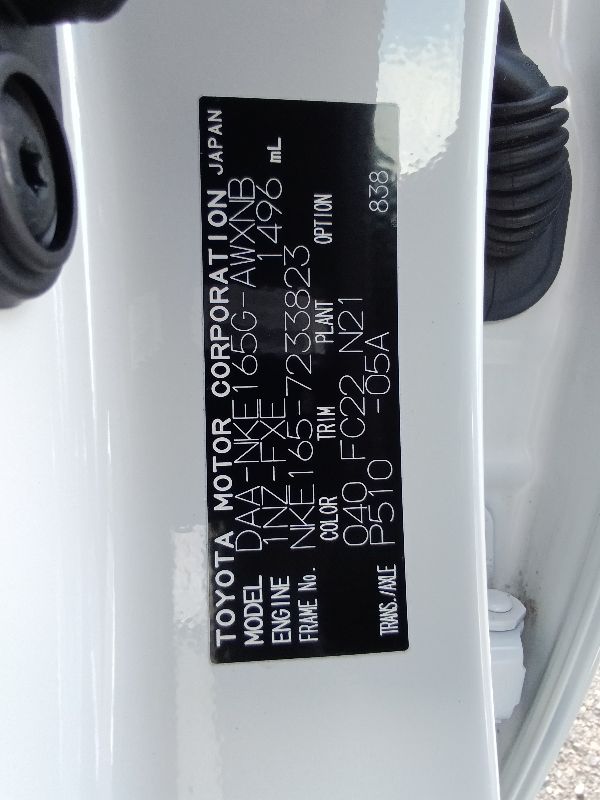 TOYOTA MOTOR CORPORATION JAPAN
MODEL DAA-NKE165G-AWXNB
ENGINE 1NZ-FXE 1496 mL
FRAME No. NKE165-7233823
COLOR TRIM PLANT OPTION
040 FC22 N21
TRANS./AXLE P510 -05A 838